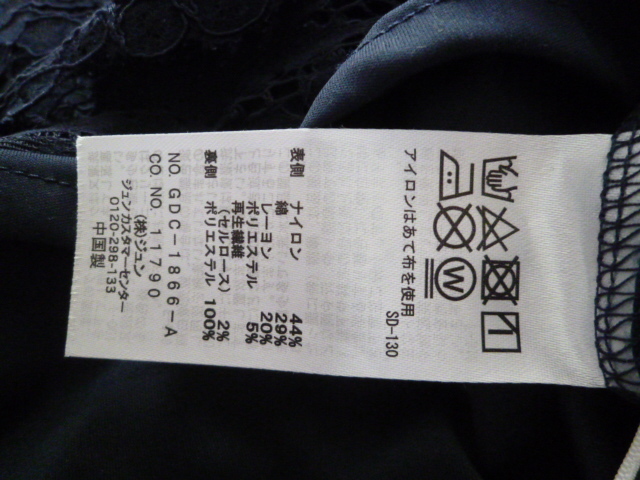 W
アイロンはあて布を使用
SD-130
表側 ナイロン 44%
綿 29%
レーヨン 20%
ポリエステル 5%
再生繊維
(セルロース) 2%
裏側 ポリエステル 100%
NO. GDC-1866-A
CO. NO. 11790
(株)ジュン
ジュンカスタマーセンター
0120-298-133
中国製